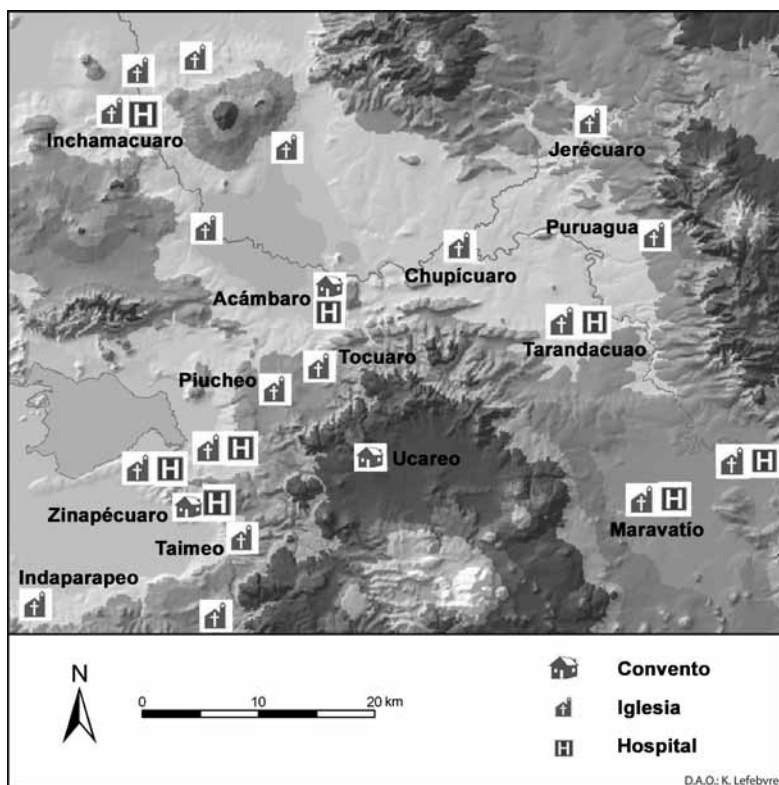 Inchamacuaro
H
Jerécuaro
Puruagua
Chupícuaro
Acámbaro
H
H
Tarandacuao
Tocuaro
Piucheo
H
Ucareo
H
H
H
Zinapécuaro
H
Maravatío
Taimeo
Indaparapeo
N
0 10 20 km
Convento
Iglesia
H Hospital
D.A.O.: K. Lefebvre